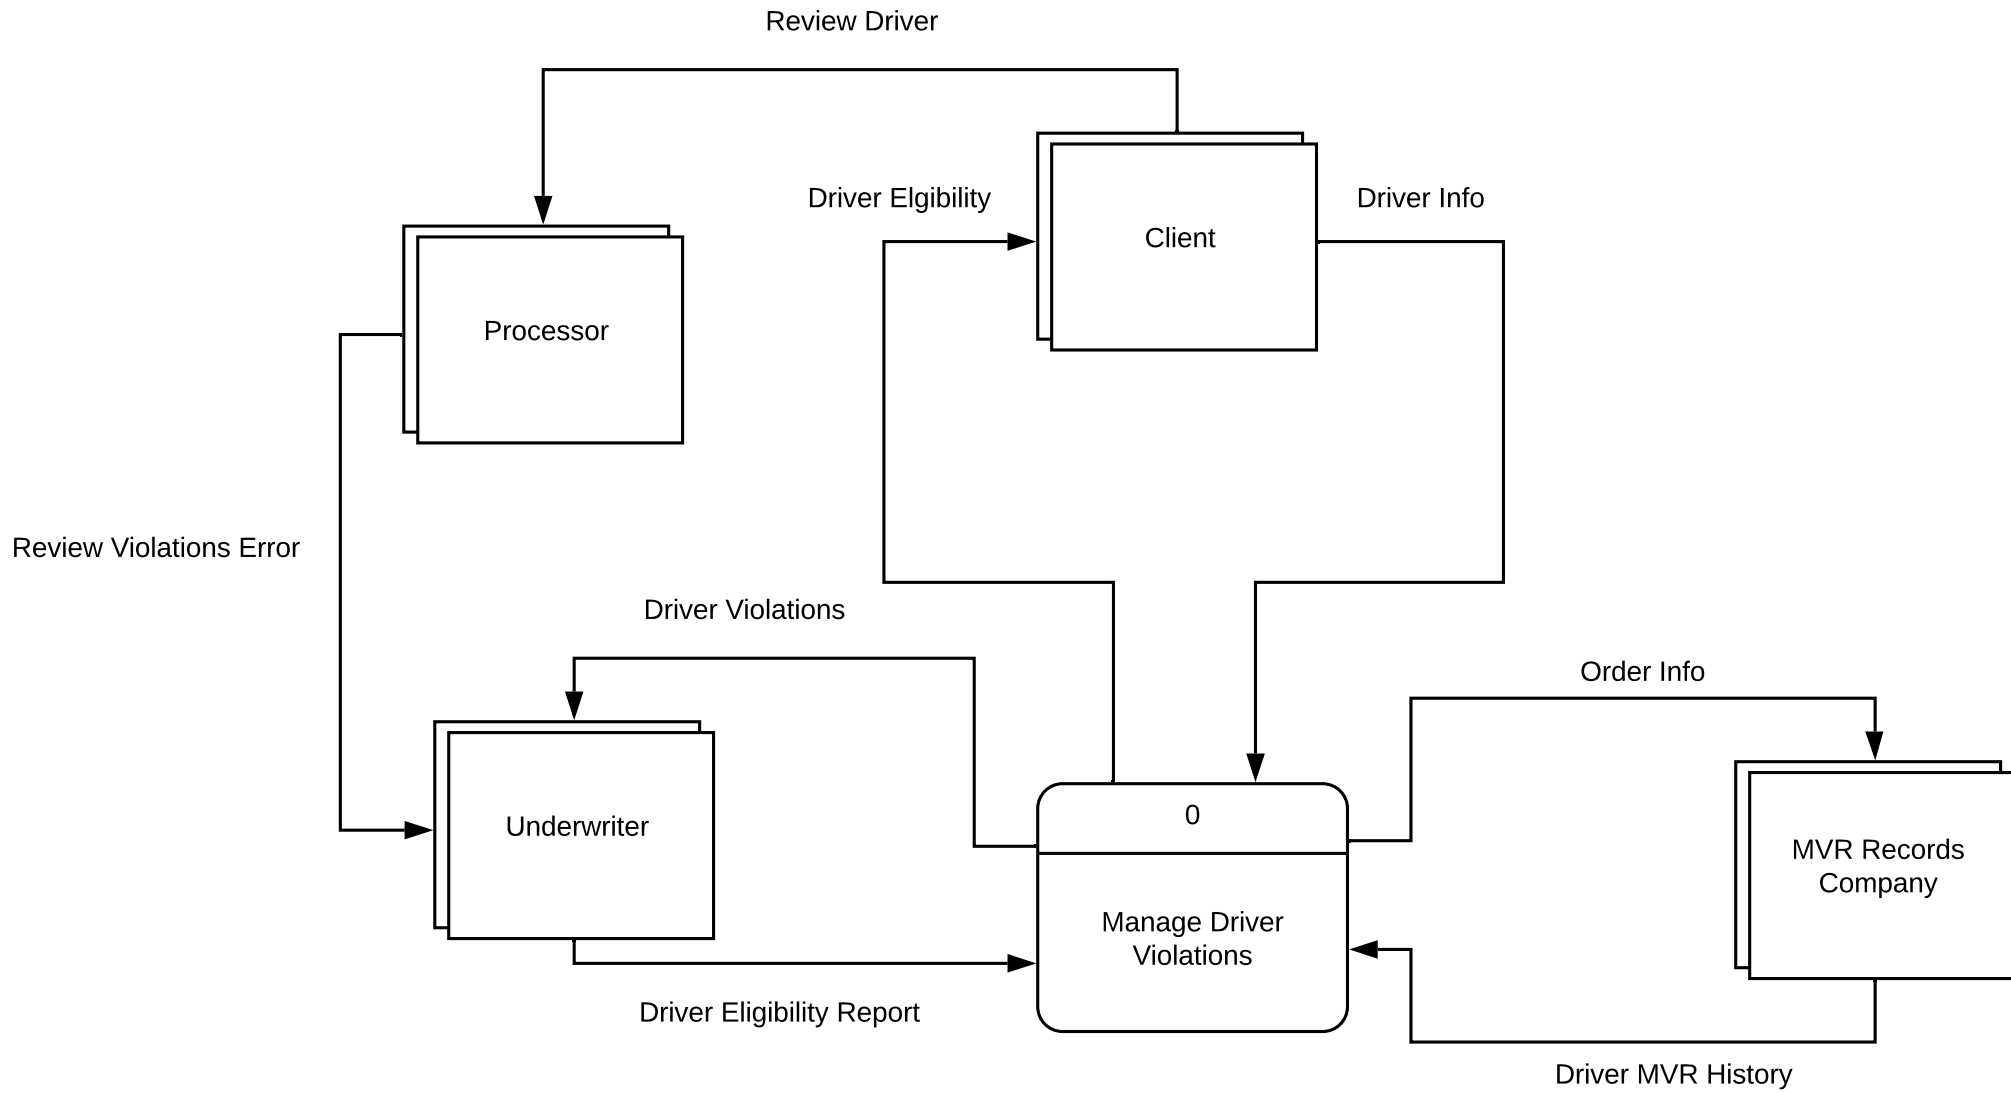 Review Driver
Driver Elgibility
Driver Info
Client
Processor
Review Violations Error
Driver Violations
Order Info
0
Underwriter
MVR Records
Company
Manage Driver
Violations
Driver Eligibility Report
Driver MVR History